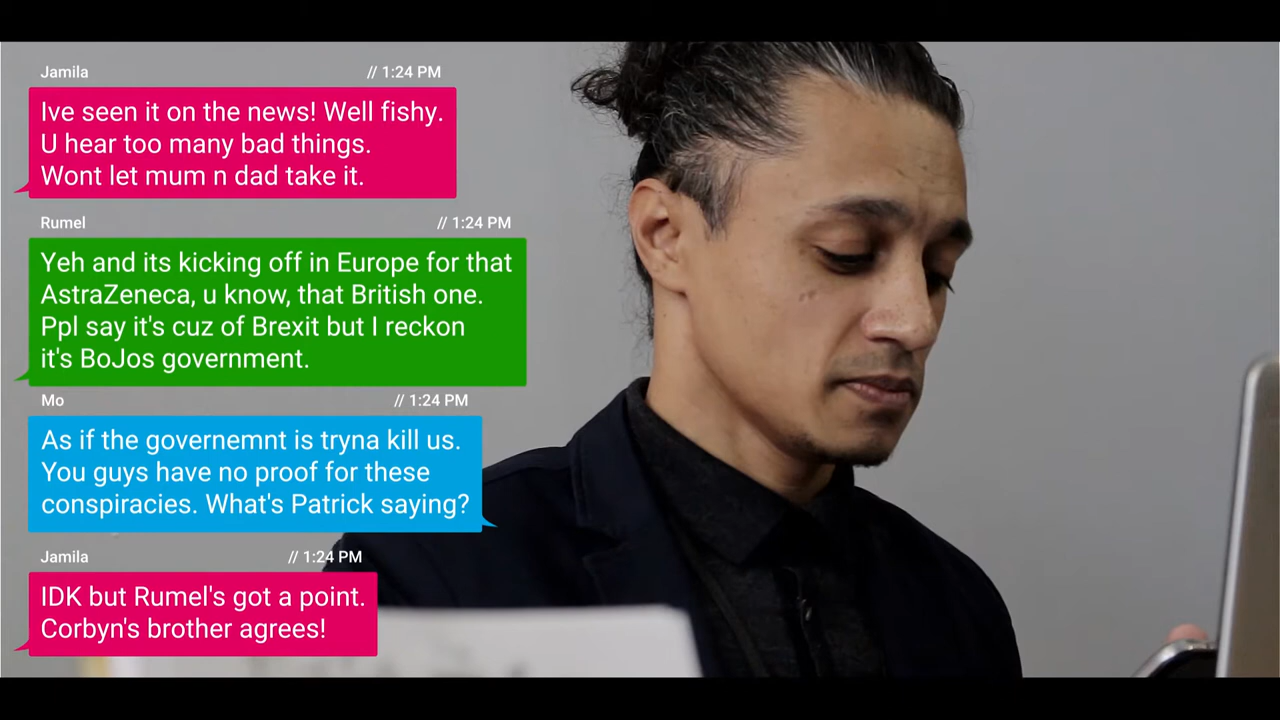 Jamila // 1:24 PM
Ive seen it on the news! Well fishy.
U hear too many bad things.
Wont let mum n dad take it.
Rumel // 1:24 PM
Yeh and its kicking off in Europe for that
AstraZeneca, u know, that British one.
Ppl say it's cuz of Brexit but I reckon
it's BoJos government.
Mo // 1:24 PM
As if the governemnt is tryna kill us.
You guys have no proof for these
conspiracies. What's Patrick saying?
Jamila // 1:24 PM
IDK but Rumel's got a point.
Corbyn's brother agrees!